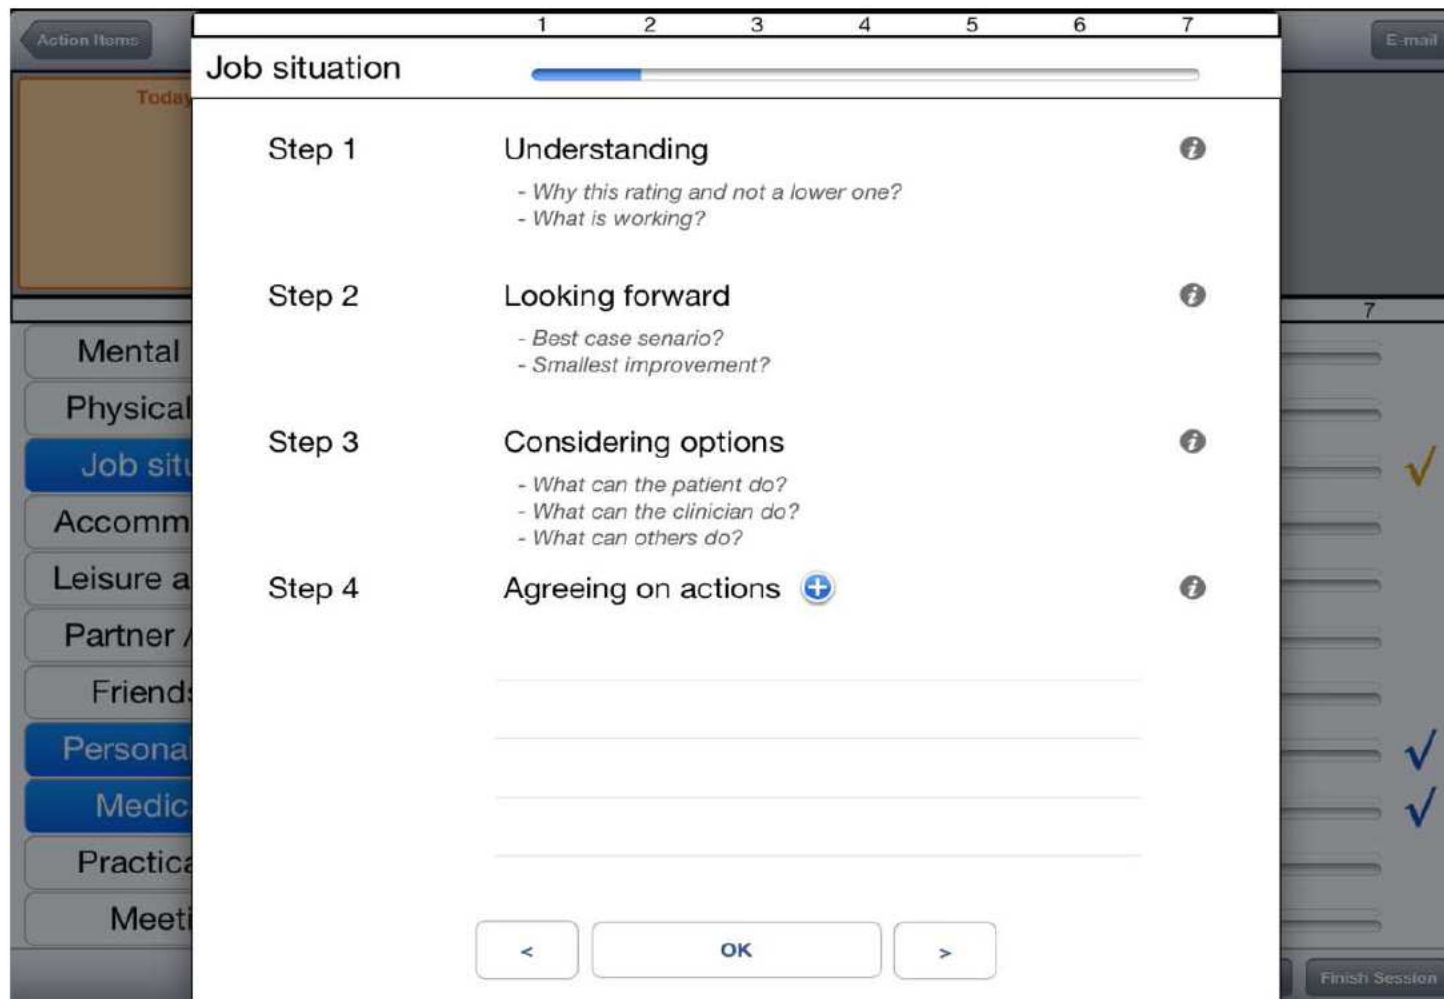 Action Items
1 2 3 4 5 6 7
E-mail
Job situation
Today
Step 1 Understanding
- Why this rating and not a lower one?
- What is working?
Step 2 Looking forward
- Best case senario?
- Smallest improvement?
7
Step 3 Considering options
- What can the patient do?
- What can the clinician do?
- What can others do?
Step 4 Agreeing on actions
Mental
Physical
Job situ
Accomm
Leisure a
Partner /
Friends
Persona
Medic
Practica
Meeti
< OK >
Finish Session